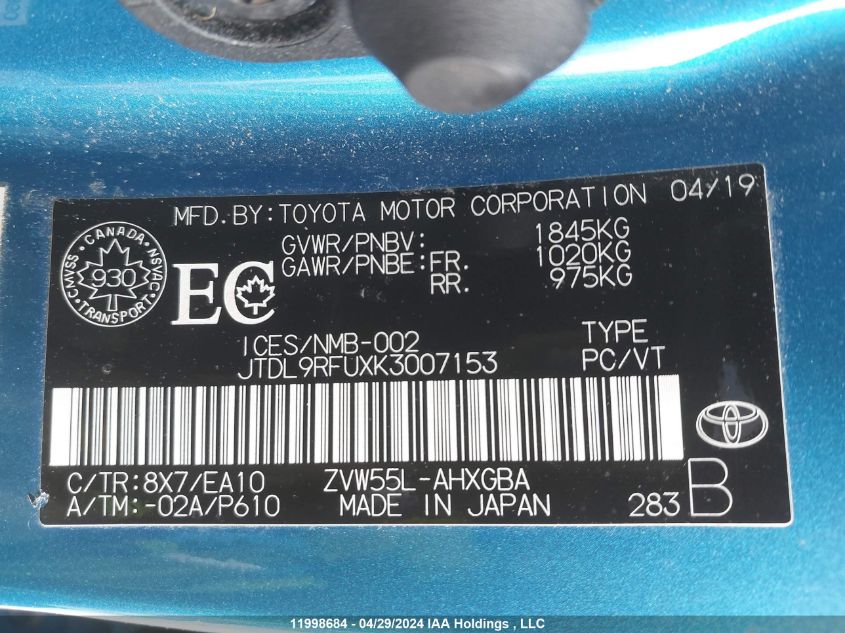 MFD.BY:TOYOTA MOTOR CORPORATION 04/19
GVWR/PNBV: 1845KG
GAWR/PNBE:FR. 1020KG
RR. 975KG
CANADA
CMVSS 930 NSVAC
TRANSPORT
EC
ICES/NMB-002 TYPE
JTDL9RFUXK3007153 PC/VT
C/TR:8X7/EA10 ZVW55L-AHXGBA
A/TM:-02A/P610 MADE IN JAPAN 283 B
11998684 - 04/29/2024 IAA Holdings , LLC